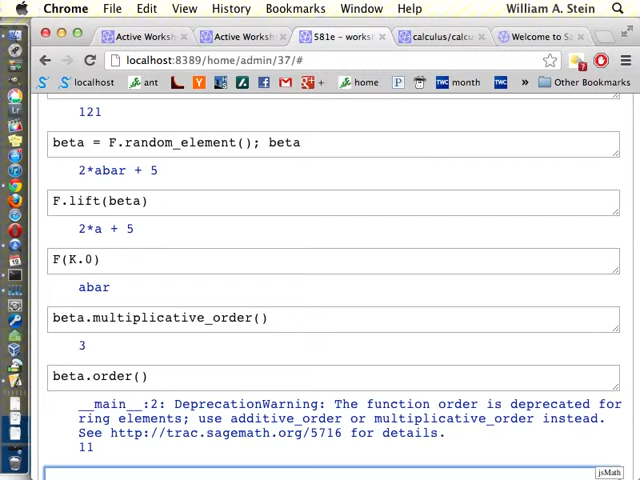 Chrome File Edit View History Bookmarks Window Help William A. Stein
Active Worksh Active Worksh 581e – worksh calculus/calcu Welcome to Sa
localhost:8389/home/admin/37/#
localhost ant home month Other Bookmarks
121
beta = F.random_element(); beta
2*abar + 5
F.lift(beta)
2*a + 5
F(K.0)
abar
beta.multiplicative_order()
3
beta.order()
__main__:2: DeprecationWarning: The function order is deprecated for
ring elements; use additive_order or multiplicative_order instead.
See http://trac.sagemath.org/5716 for details.
11
jsMath